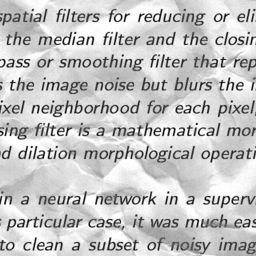 spatial filters for reducing or eli
the median filter and the closin
pass or smoothing filter that rep
s the image noise but blurs the i
ixel neighborhood for each pixel,
sing filter is a mathematical mor
nd dilation morphological operati
in a neural network in a superv
particular case, it was much eas
to clean a subset of noisy imag